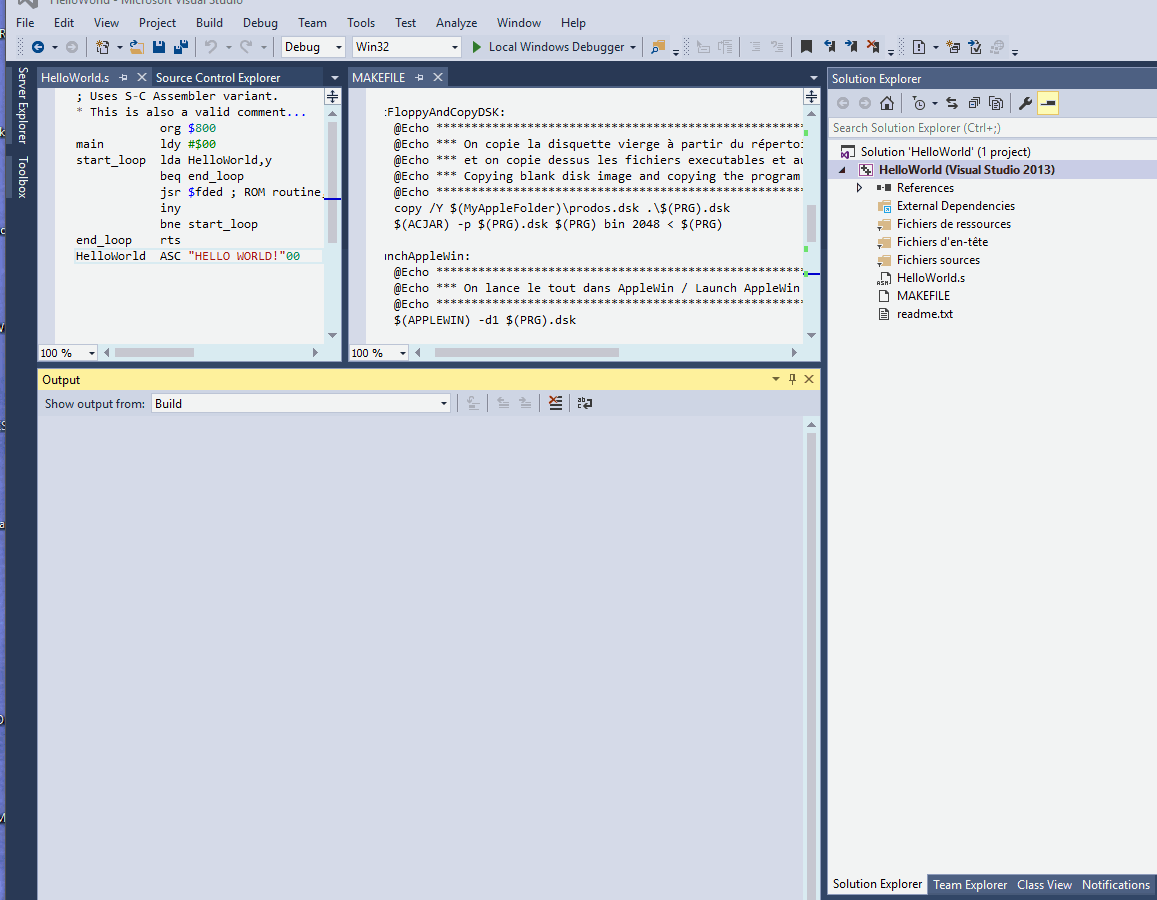 HelloWorld - Microsoft Visual Studio
File Edit View Project Build Debug Team Tools Test Analyze Window Help
Debug Win32 Local Windows Debugger
Server Explorer
Toolbox
HelloWorld.s Source Control Explorer
; Uses S-C Assembler variant.
* This is also a valid comment...
org $800
main ldy #$00
start_loop lda HelloWorld,y
beq end_loop
jsr $fded ; ROM routine,
iny
bne start_loop
end_loop rts
HelloWorld ASC "HELLO WORLD!"00
100 %
MAKEFILE
:FloppyAndCopyDSK:
@Echo ****************************************************
@Echo *** On copie la disquette vierge à partir du répertoi
@Echo *** et on copie dessus les fichiers executables et au
@Echo *** Copying blank disk image and copying the program
@Echo ****************************************************
copy /Y $(MyAppleFolder)\prodos.dsk .\$(PRG).dsk
$(ACJAR) -p $(PRG).dsk $(PRG) bin 2048 < $(PRG)
nchAppleWin:
@Echo ****************************************************
@Echo *** On lance le tout dans AppleWin / Launch AppleWin
@Echo ****************************************************
$(APPLEWIN) -d1 $(PRG).dsk
100 %
Output
Show output from: Build
Solution Explorer
Search Solution Explorer (Ctrl+;)
Solution 'HelloWorld' (1 project)
HelloWorld (Visual Studio 2013)
References
External Dependencies
Fichiers de ressources
Fichiers d'en-tête
Fichiers sources
HelloWorld.s
MAKEFILE
readme.txt
Solution Explorer Team Explorer Class View Notifications